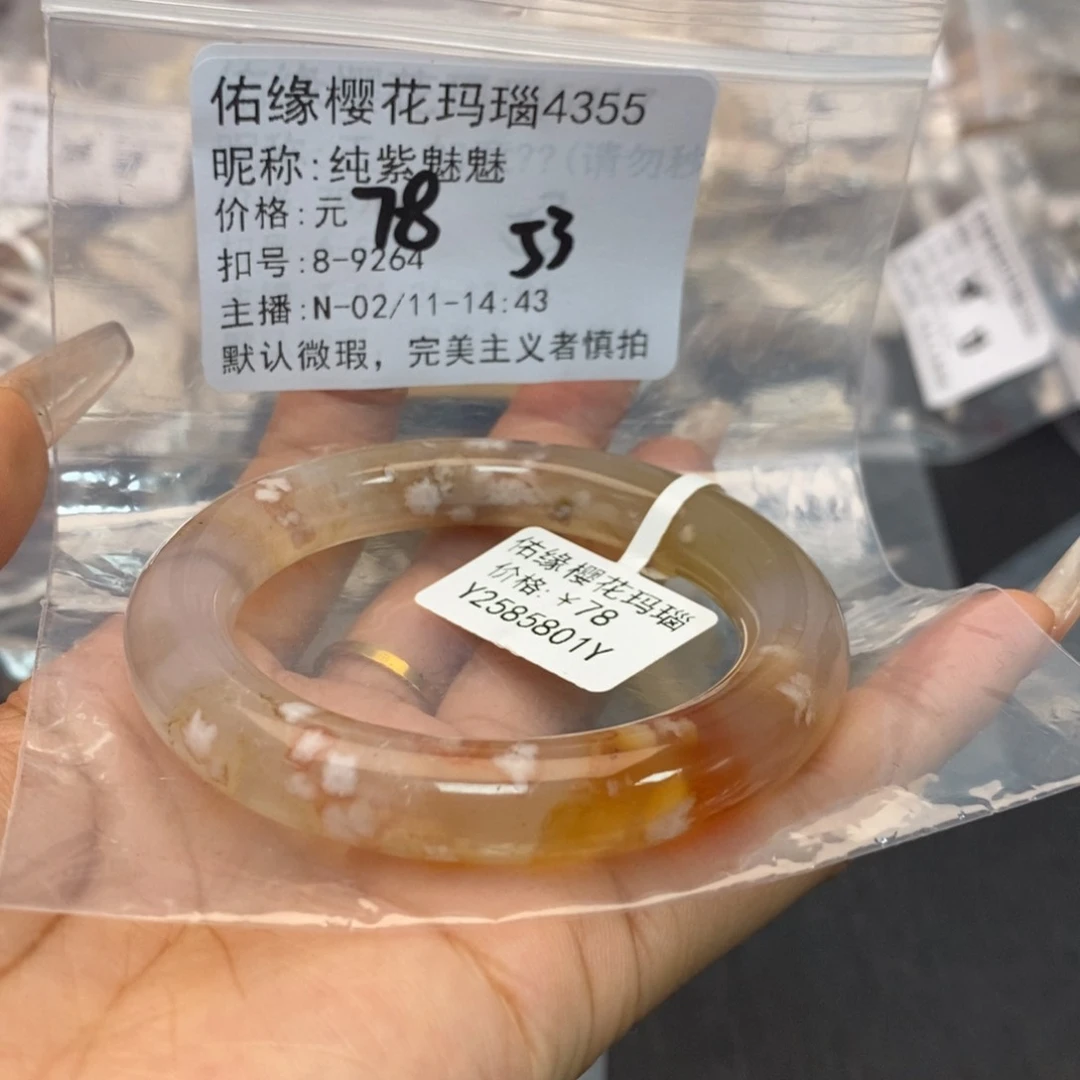 佑缘樱花玛瑙4355
昵称:纯紫魅魅
价格:元 78
53
扣号:8-9264
主播:N-02/11-14:43
默认微瑕，完美主义者慎拍
佑缘樱花玛瑙
价格:￥78
Y2585801Y